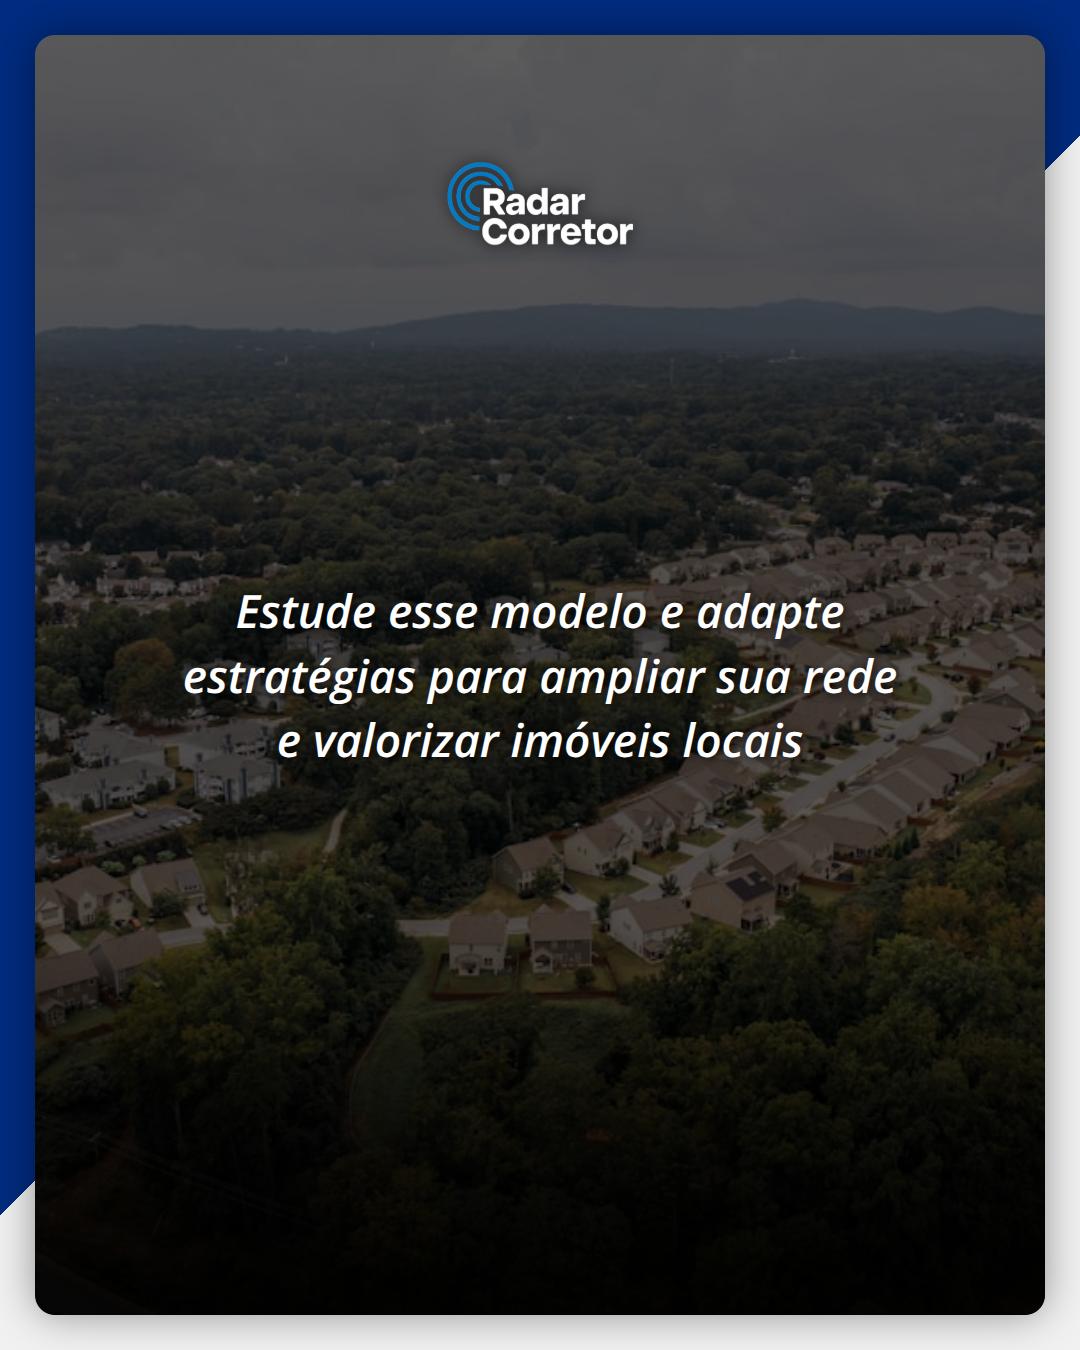 Radar
Corretor
Estude esse modelo e adapte
estratégias para ampliar sua rede
e valorizar imóveis locais